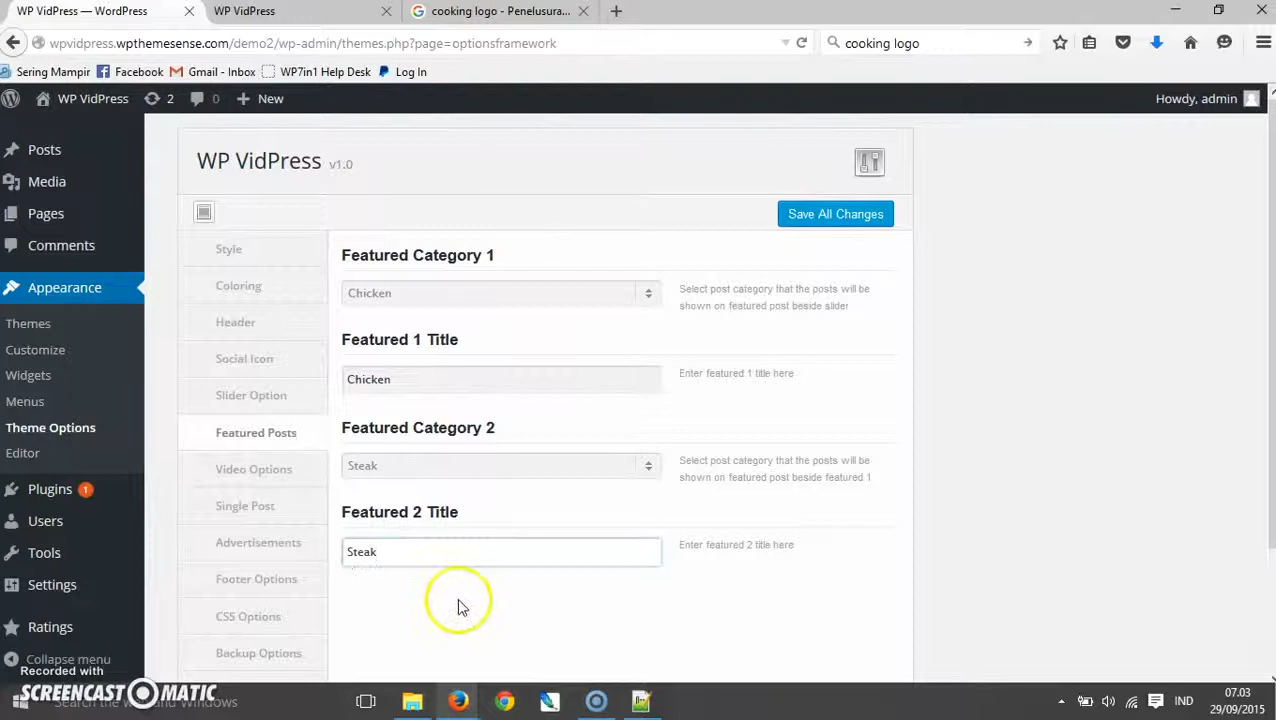 WP VidPress — WordPress
WP VidPress
cooking logo - Penelusura...
wpvidpress.wpthemesense.com/demo2/wp-admin/themes.php?page=optionsframework
cooking logo
Sering Mampir
Facebook
Gmail - Inbox
WP7in1 Help Desk
Log In
WP VidPress
2
0
New
Howdy, admin
Posts
Media
Pages
Comments
Appearance
Themes
Customize
Widgets
Menus
Theme Options
Editor
Plugins 1
Users
Tools
Settings
Ratings
Collapse menu
WP VidPress v1.0
Save All Changes
Style
Coloring
Header
Social Icon
Slider Option
Featured Posts
Video Options
Single Post
Advertisements
Footer Options
CSS Options
Backup Options
Featured Category 1
Chicken
Select post category that the posts will be
shown on featured post beside slider
Featured 1 Title
Chicken
Enter featured 1 title here
Featured Category 2
Steak
Select post category that the posts will be
shown on featured post beside featured 1
Featured 2 Title
Steak
Enter featured 2 title here
Recorded with
SCREENCAST-O-MATIC
Search the web and Windows
IND
07.03
29/09/2015